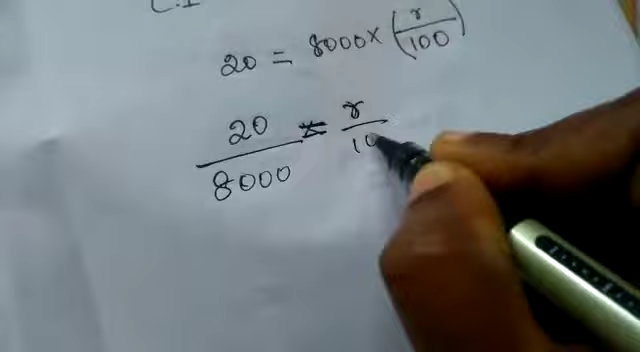 C.I
20 = 8000 × (r/100)
20/8000 = r/10